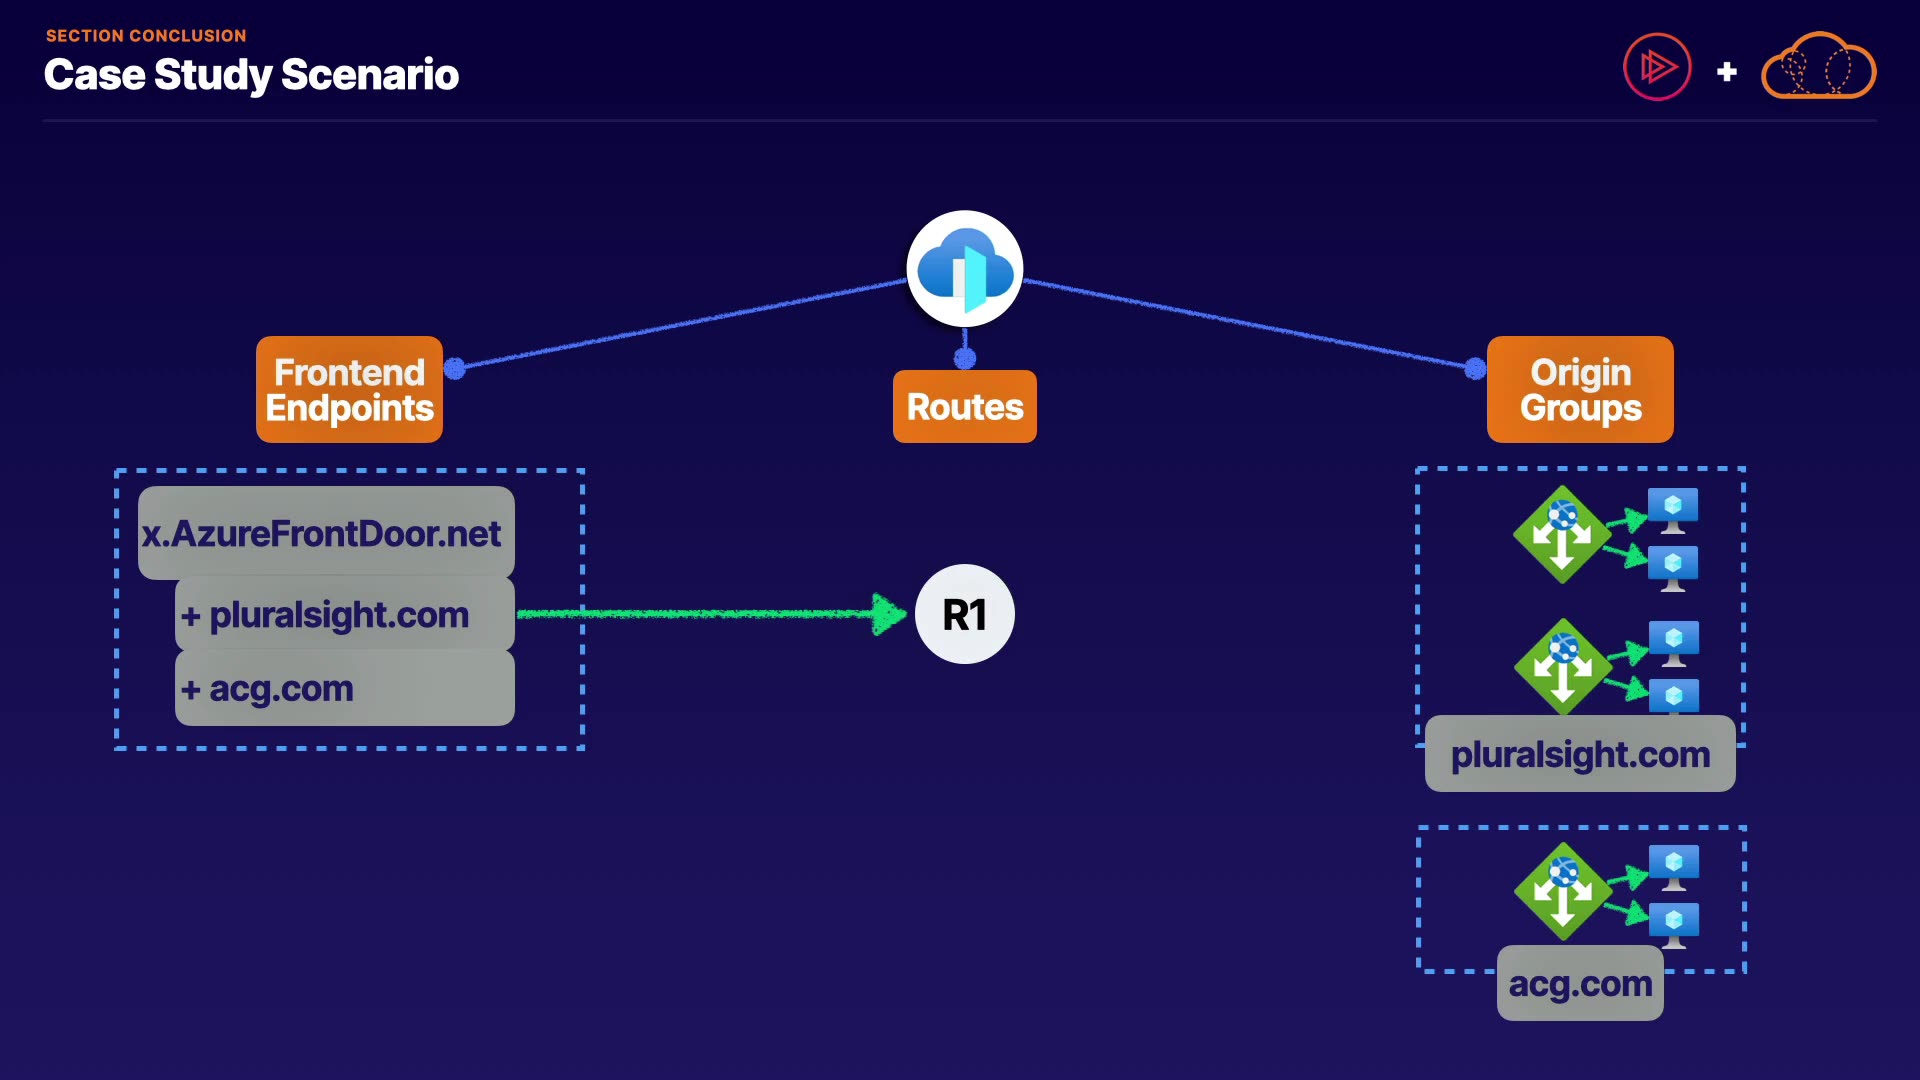 SECTION CONCLUSION
Case Study Scenario
Frontend
Endpoints
Routes
Origin
Groups
x.AzureFrontDoor.net
+ pluralsight.com
+ acg.com
R1
pluralsight.com
acg.com